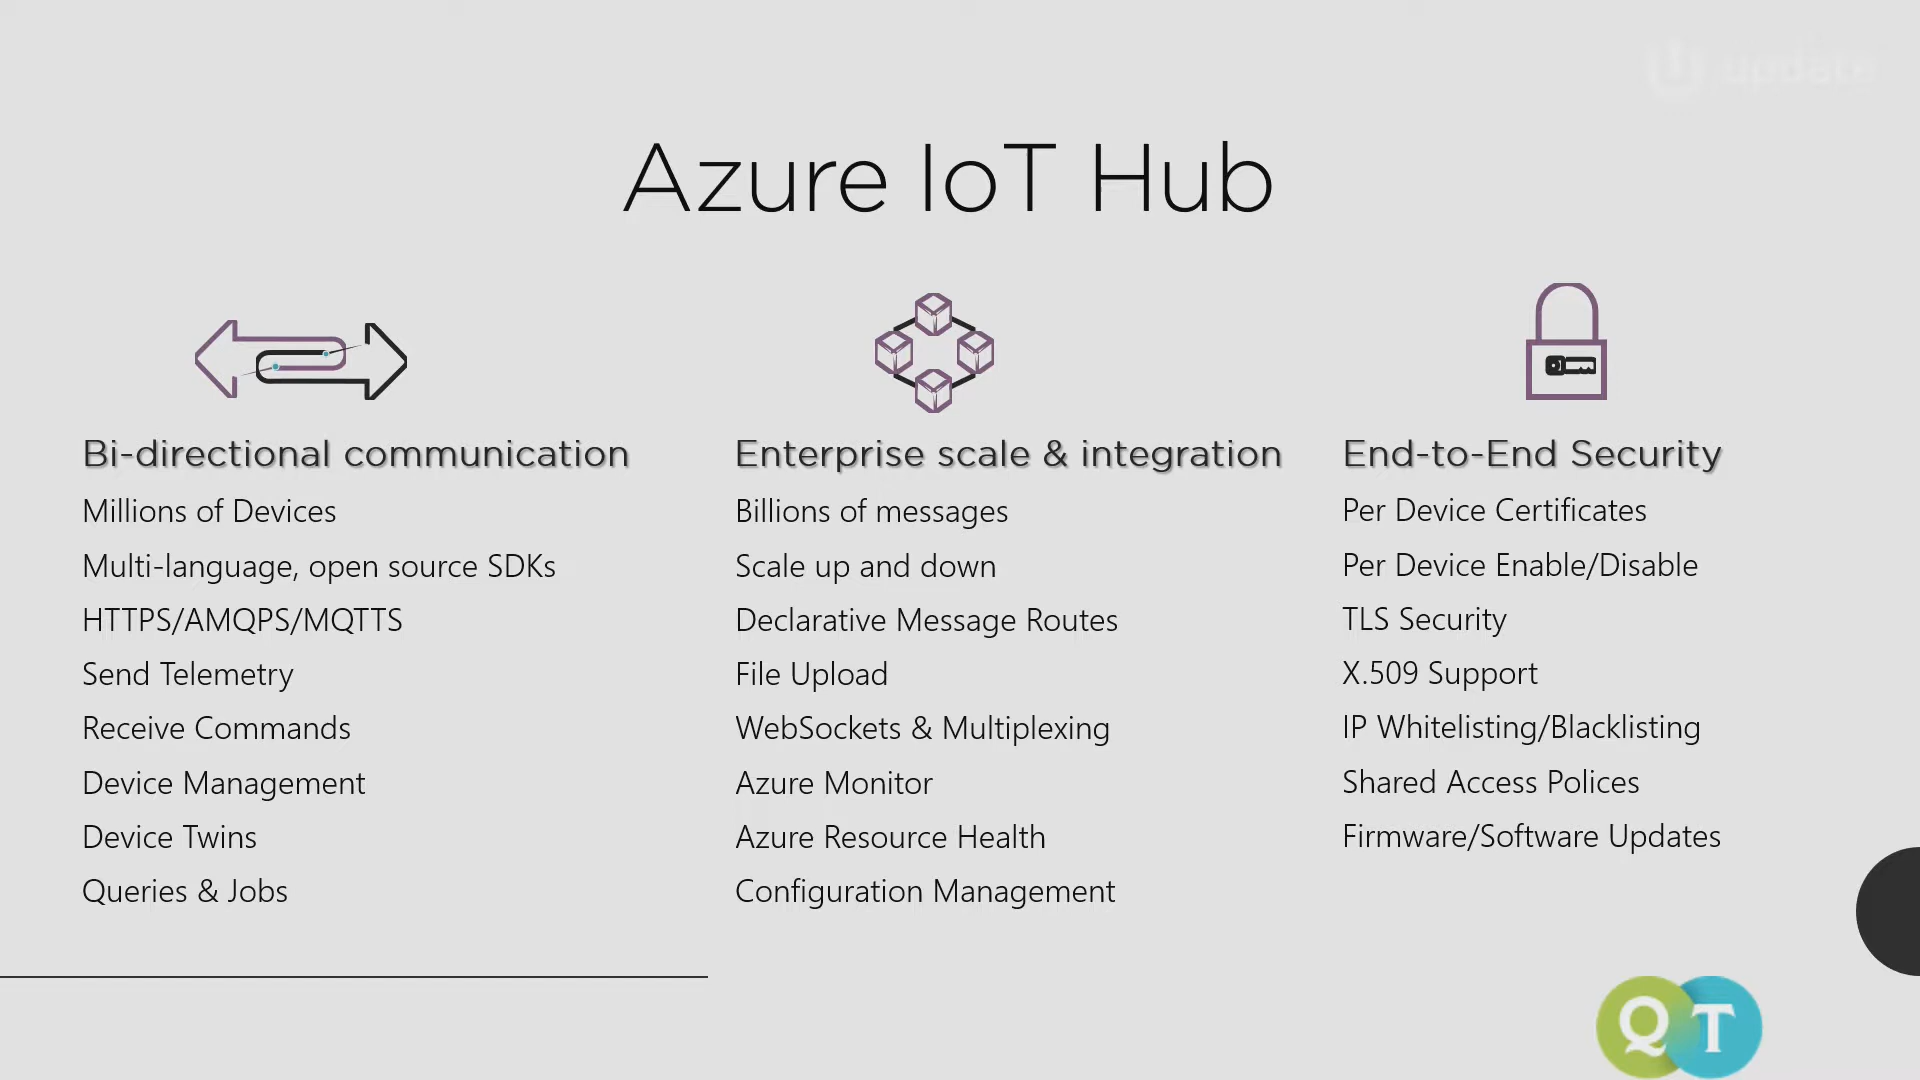 update
Azure IoT Hub
Bi-directional communication
Millions of Devices
Multi-language, open source SDKs
HTTPS/AMQPS/MQTTS
Send Telemetry
Receive Commands
Device Management
Device Twins
Queries & Jobs
Enterprise scale & integration
Billions of messages
Scale up and down
Declarative Message Routes
File Upload
WebSockets & Multiplexing
Azure Monitor
Azure Resource Health
Configuration Management
End-to-End Security
Per Device Certificates
Per Device Enable/Disable
TLS Security
X.509 Support
IP Whitelisting/Blacklisting
Shared Access Polices
Firmware/Software Updates
QT